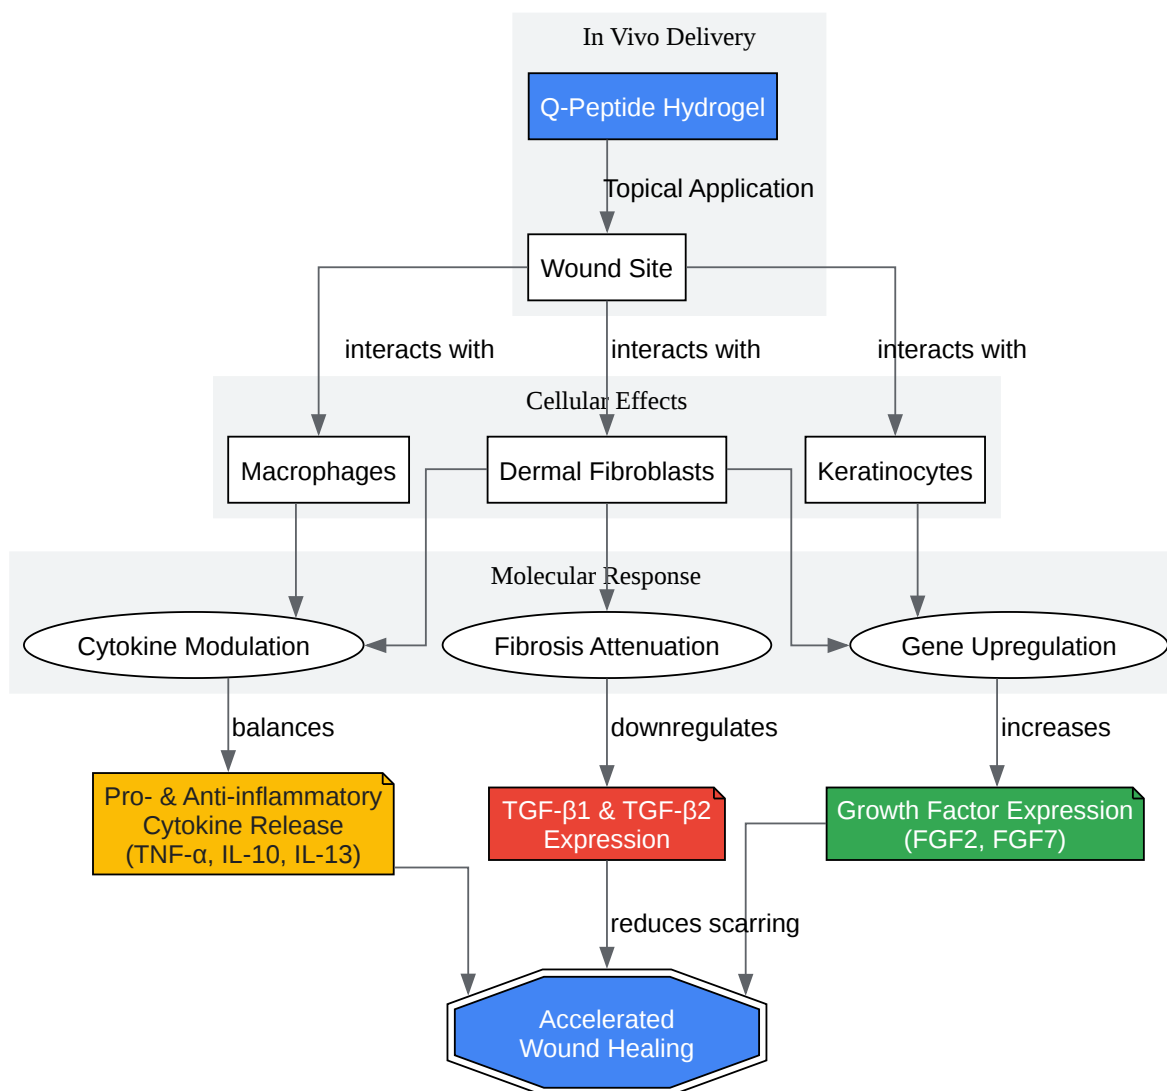 In Vivo Delivery
Q-Peptide Hydrogel
Topical Application
Wound Site
interacts with
interacts with
interacts with
Cellular Effects
Macrophages
Dermal Fibroblasts
Keratinocytes
Molecular Response
Cytokine Modulation
Fibrosis Attenuation
Gene Upregulation
balances
downregulates
increases
Pro- & Anti-inflammatory
Cytokine Release
(TNF-α, IL-10, IL-13)
TGF-β1 & TGF-β2
Expression
Growth Factor Expression
(FGF2, FGF7)
reduces scarring
Accelerated
Wound Healing